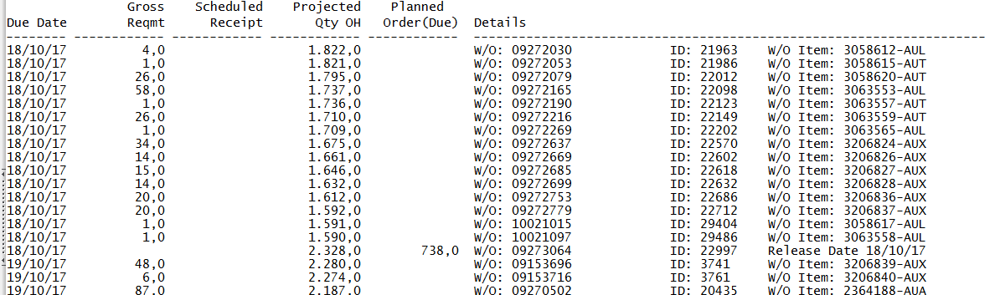 Gross Scheduled Projected Planned
Due Date Reqmt Receipt Qty OH Order(Due) Details
18/10/17 4,0 1.822,0 W/O: 09272030 ID: 21963 W/O Item: 3058612-AUL
18/10/17 1,0 1.821,0 W/O: 09272053 ID: 21986 W/O Item: 3058615-AUT
18/10/17 26,0 1.795,0 W/O: 09272079 ID: 22012 W/O Item: 3058620-AUT
18/10/17 58,0 1.737,0 W/O: 09272165 ID: 22098 W/O Item: 3063553-AUL
18/10/17 1,0 1.736,0 W/O: 09272190 ID: 22123 W/O Item: 3063557-AUT
18/10/17 26,0 1.710,0 W/O: 09272216 ID: 22149 W/O Item: 3063559-AUT
18/10/17 1,0 1.709,0 W/O: 09272269 ID: 22202 W/O Item: 3063565-AUL
18/10/17 34,0 1.675,0 W/O: 09272637 ID: 22570 W/O Item: 3206824-AUX
18/10/17 14,0 1.661,0 W/O: 09272669 ID: 22602 W/O Item: 3206826-AUX
18/10/17 15,0 1.646,0 W/O: 09272685 ID: 22618 W/O Item: 3206827-AUX
18/10/17 14,0 1.632,0 W/O: 09272699 ID: 22632 W/O Item: 3206828-AUX
18/10/17 20,0 1.612,0 W/O: 09272753 ID: 22686 W/O Item: 3206836-AUX
18/10/17 20,0 1.592,0 W/O: 09272779 ID: 22712 W/O Item: 3206837-AUX
18/10/17 1,0 1.591,0 W/O: 10021015 ID: 29404 W/O Item: 3058617-AUL
18/10/17 1,0 1.590,0 W/O: 10021097 ID: 29486 W/O Item: 3063558-AUL
18/10/17 2.328,0 738,0 W/O: 09273064 ID: 22997 Release Date 18/10/17
19/10/17 48,0 2.280,0 W/O: 09153696 ID: 3741 W/O Item: 3206839-AUX
19/10/17 6,0 2.274,0 W/O: 09153716 ID: 3761 W/O Item: 3206840-AUX
19/10/17 87,0 2.187,0 W/O: 09270502 ID: 20435 W/O Item: 2364188-AUA